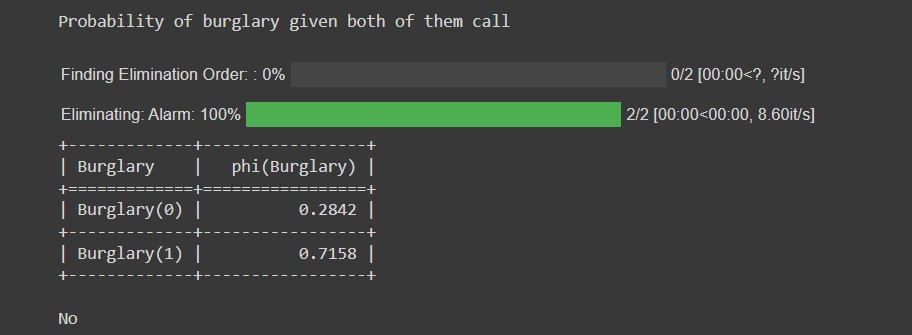 Probability of burglary given both of them call
Finding Elimination Order: : 0% 0/2 [00:00<?, ?it/s]
Eliminating: Alarm: 100% 2/2 [00:00<00:00, 8.60it/s]
+-------------+-----------------+
| Burglary    |   phi(Burglary) |
+=============+=================+
| Burglary(0) |          0.2842 |
+-------------+-----------------+
| Burglary(1) |          0.7158 |
+-------------+-----------------+
No